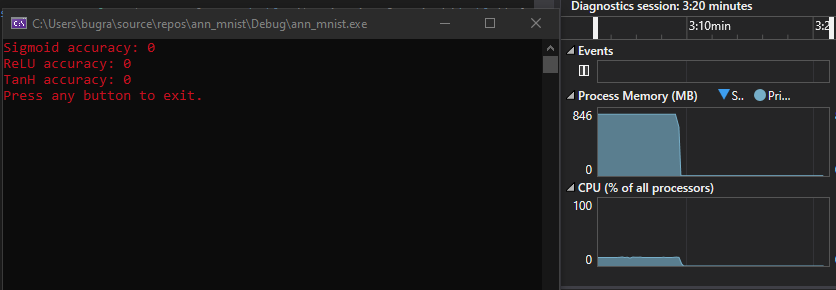 C:\Users\bugra\source\repos\ann_mnist\Debug\ann_mnist.exe
Sigmoid accuracy: 0
ReLU accuracy: 0
TanH accuracy: 0
Press any button to exit.
Diagnostics session: 3:20 minutes
3:10min
3:2
Events
Process Memory (MB)
S..
Pri...
846
0
CPU (% of all processors)
100
0